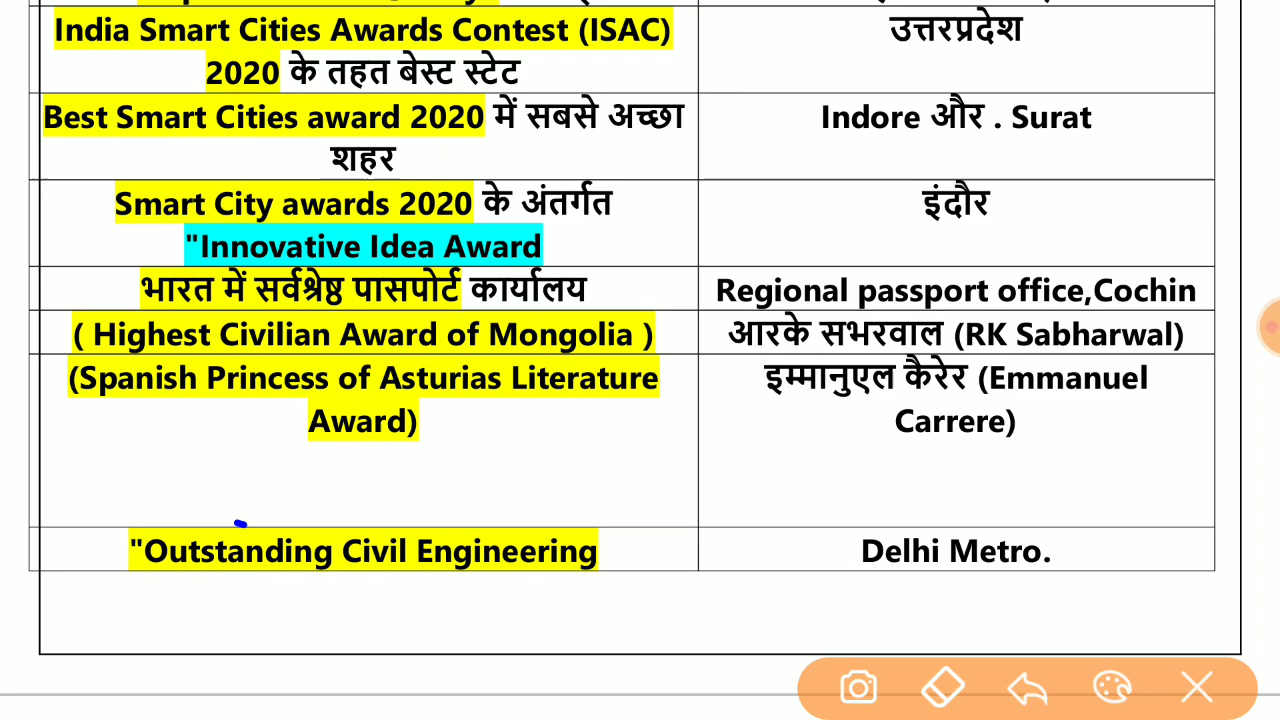 India Smart Cities Awards Contest (ISAC)
2020 के तहत बेस्ट स्टेट
उत्तरप्रदेश
Best Smart Cities award 2020 में सबसे अच्छा
शहर
Indore और . Surat
Smart City awards 2020 के अंतर्गत
"Innovative Idea Award
इंदौर
भारत में सर्वश्रेष्ठ पासपोर्ट कार्यालय
Regional passport office,Cochin
( Highest Civilian Award of Mongolia )
आरके सभरवाल (RK Sabharwal)
(Spanish Princess of Asturias Literature
Award)
इम्मानुएल कैरेर (Emmanuel
Carrere)
"Outstanding Civil Engineering
Delhi Metro.